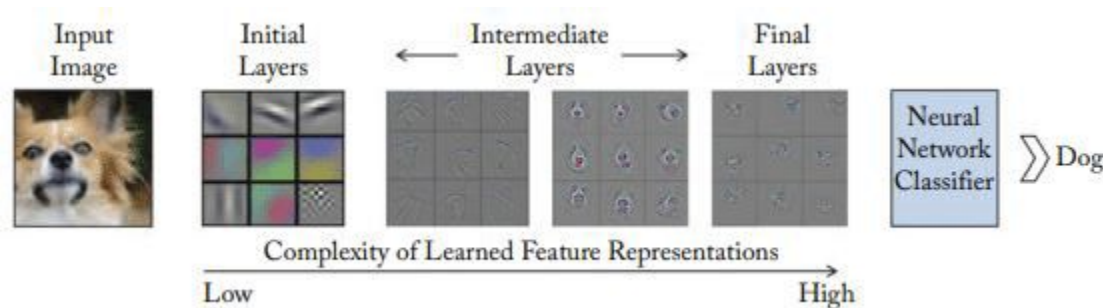 Input
Image
Initial
Layers
Intermediate
Layers
Final
Layers
Neural
Network
Classifier
Dog
Complexity of Learned Feature Representations
Low
High